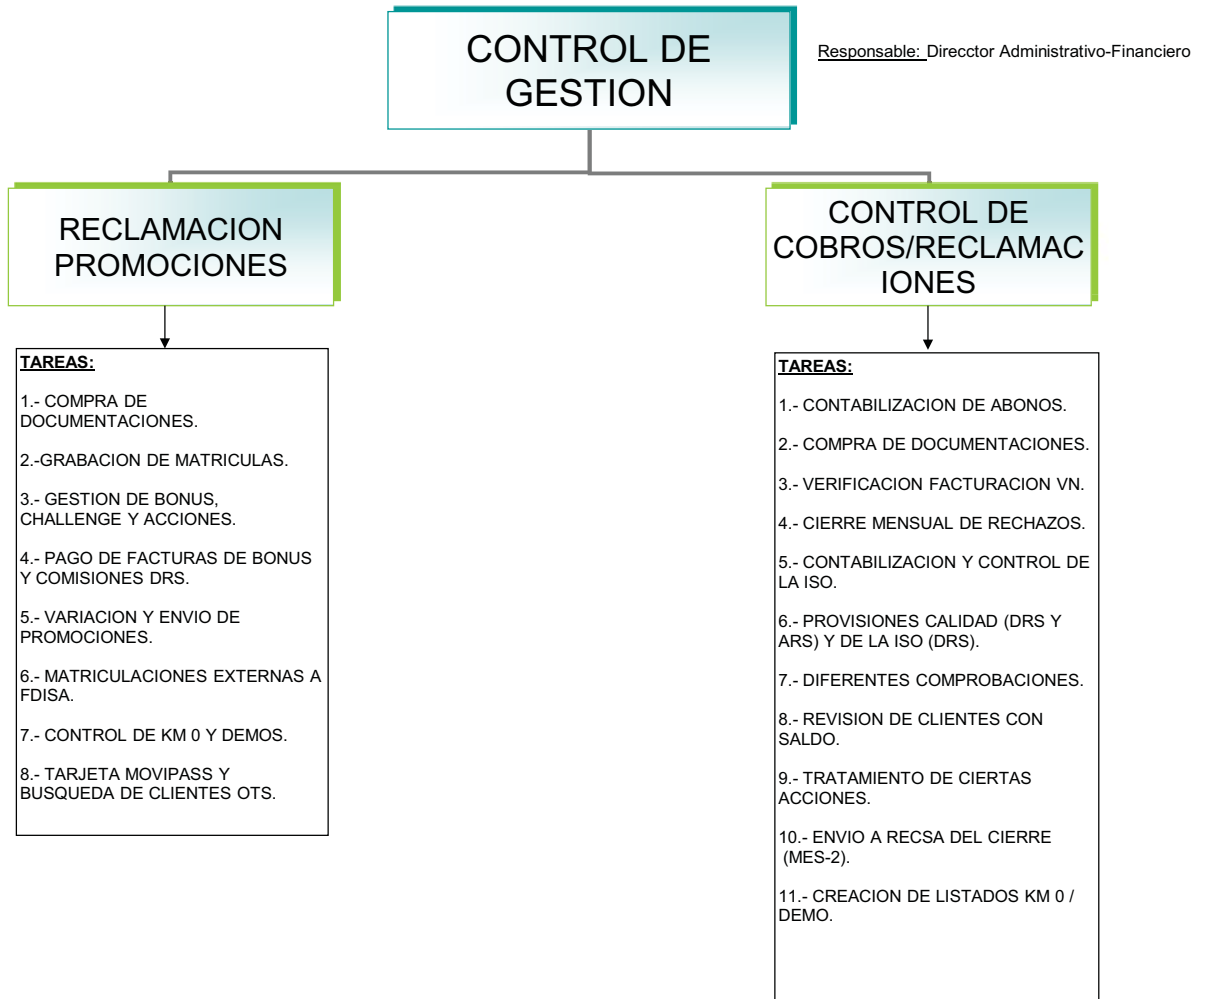 CONTROL DE
GESTION
Responsable: Direcctor Administrativo-Financiero
RECLAMACION
PROMOCIONES
CONTROL DE
COBROS/RECLAMAC
IONES
TAREAS:
1.- COMPRA DE
DOCUMENTACIONES.
2.-GRABACION DE MATRICULAS.
3.- GESTION DE BONUS,
CHALLENGE Y ACCIONES.
4.- PAGO DE FACTURAS DE BONUS
Y COMISIONES DRS.
5.- VARIACION Y ENVIO DE
PROMOCIONES.
6.- MATRICULACIONES EXTERNAS A
FDISA.
7.- CONTROL DE KM 0 Y DEMOS.
8.- TARJETA MOVIPASS Y
BUSQUEDA DE CLIENTES OTS.
TAREAS:
1.- CONTABILIZACION DE ABONOS.
2.- COMPRA DE DOCUMENTACIONES.
3.- VERIFICACION FACTURACION VN.
4.- CIERRE MENSUAL DE RECHAZOS.
5.- CONTABILIZACION Y CONTROL DE
LA ISO.
6.- PROVISIONES CALIDAD (DRS Y
ARS) Y DE LA ISO (DRS).
7.- DIFERENTES COMPROBACIONES.
8.- REVISION DE CLIENTES CON
SALDO.
9.- TRATAMIENTO DE CIERTAS
ACCIONES.
10.- ENVIO A RECSA DEL CIERRE
(MES-2).
11.- CREACION DE LISTADOS KM 0 /
DEMO.